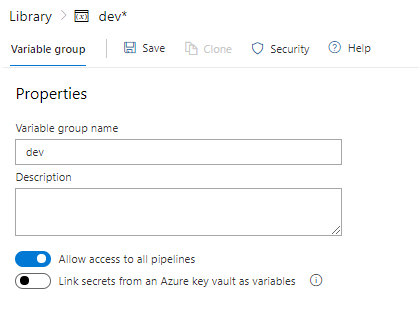 Library > dev*
Variable group Save Clone Security Help
Properties
Variable group name
dev
Description
Allow access to all pipelines
Link secrets from an Azure key vault as variables